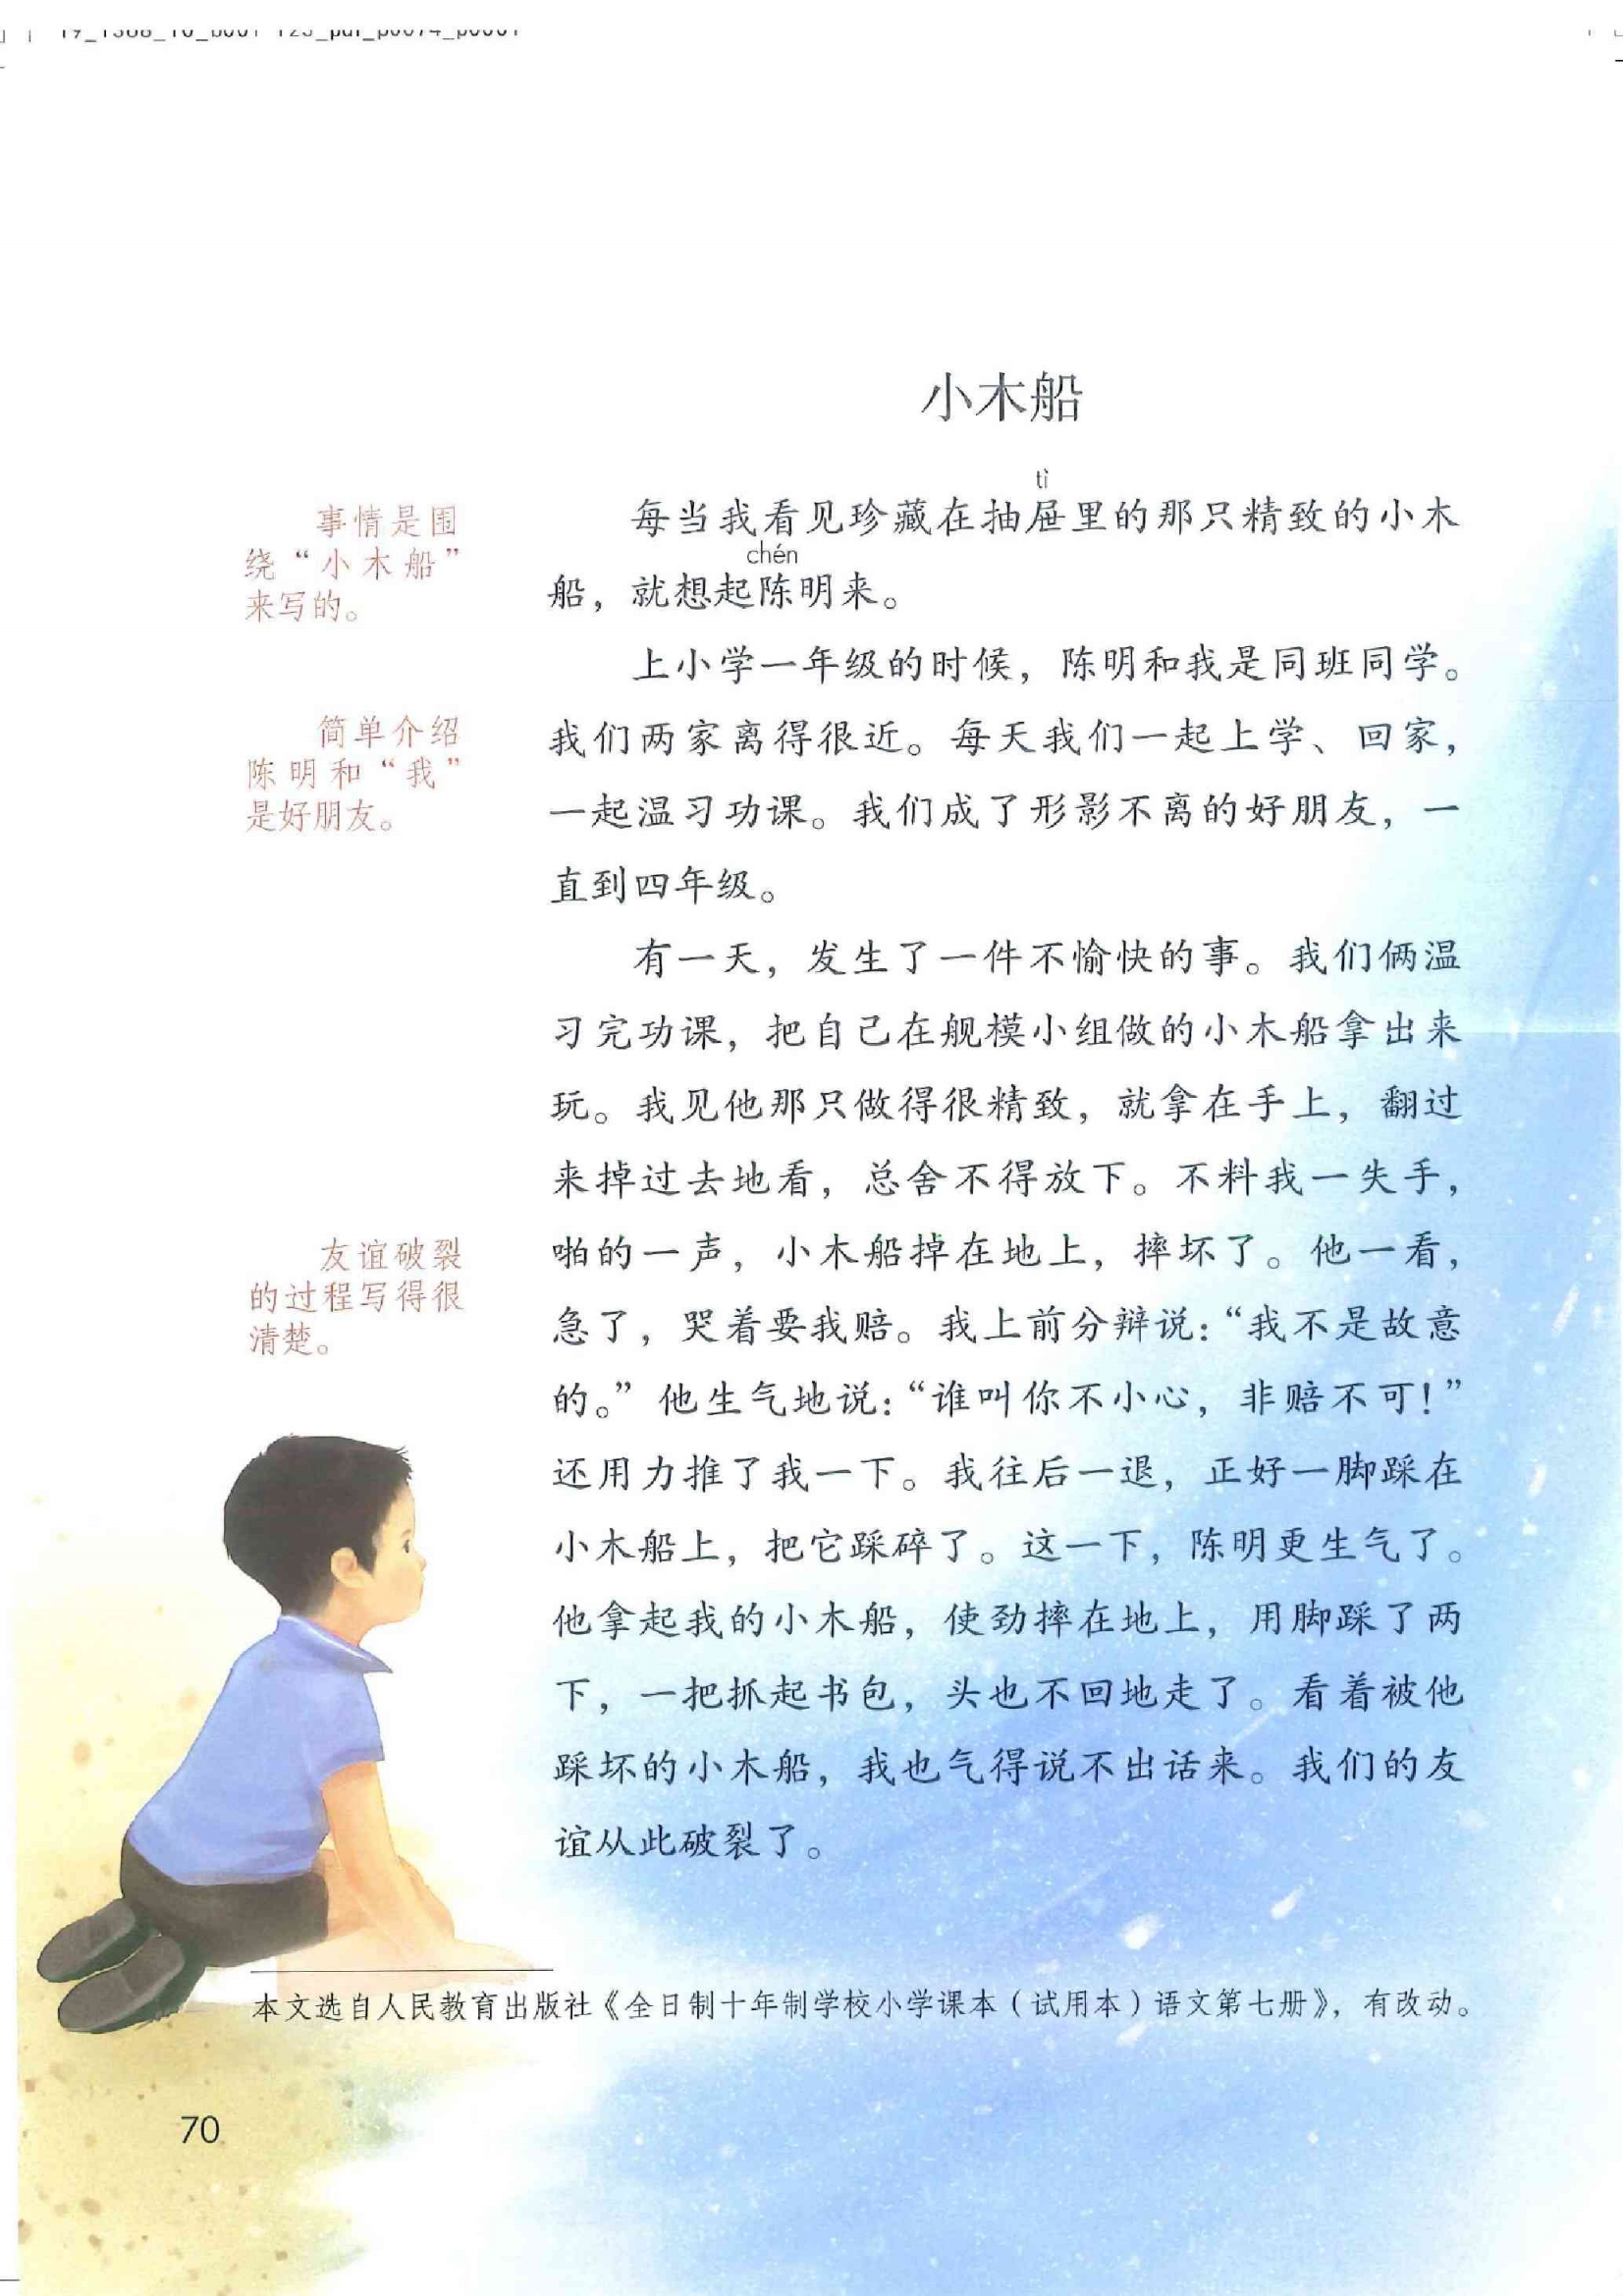 小木船
tì
每当我看见珍藏在抽屉里的那只精致的小木
chén
船，就想起陈明来。
上小学一年级的时候，陈明和我是同班同学。
我们两家离得很近。每天我们一起上学、回家，
一起温习功课。我们成了形影不离的好朋友，一
直到四年级。
有一天，发生了一件不愉快的事。我们俩温
习完功课，把自己在舰模小组做的小木船拿出来
玩。我见他那只做得很精致，就拿在手上，翻过
来掉过去地看，总舍不得放下。不料我一失手，
啪的一声，小木船掉在地上，摔坏了。他一看，
急了，哭着要我赔。我上前分辩说：“我不是故意
的。”他生气地说：“谁叫你不小心，非赔不可！”
还用力推了我一下。我往后一退，正好一脚踩在
小木船上，把它踩碎了。这一下，陈明更生气了。
他拿起我的小木船，使劲摔在地上，用脚踩了两
下，一把抓起书包，头也不回地走了。看着被他
踩坏的小木船，我也气得说不出话来。我们的友
谊从此破裂了。
事情是围
绕“小木船”
来写的。
简单介绍
陈明和“我”
是好朋友。
友谊破裂
的过程写得很
清楚。
本文选自人民教育出版社《全日制十年制学校小学课本（试用本）语文第七册》，有改动。
70